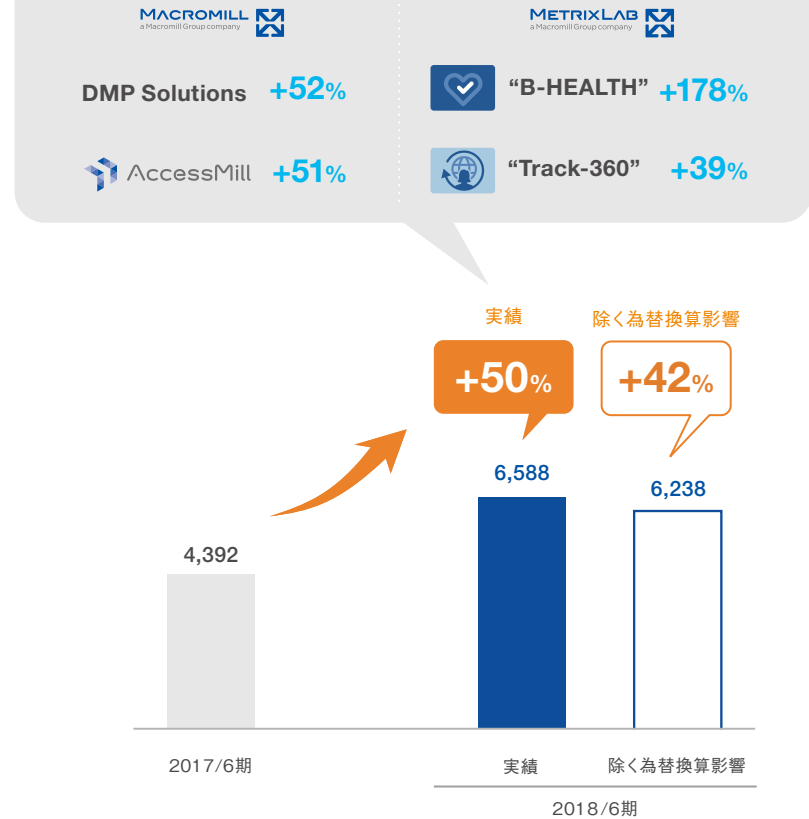 MACROMILL
a Macromill Group company
DMP Solutions +52%
AccessMill +51%
METRIXLAB
a Macromill Group company
“B-HEALTH” +178%
“Track-360” +39%
実績
+50%
除く為替換算影響
+42%
4,392
6,588
6,238
2017/6期
実績
除く為替換算影響
2018/6期